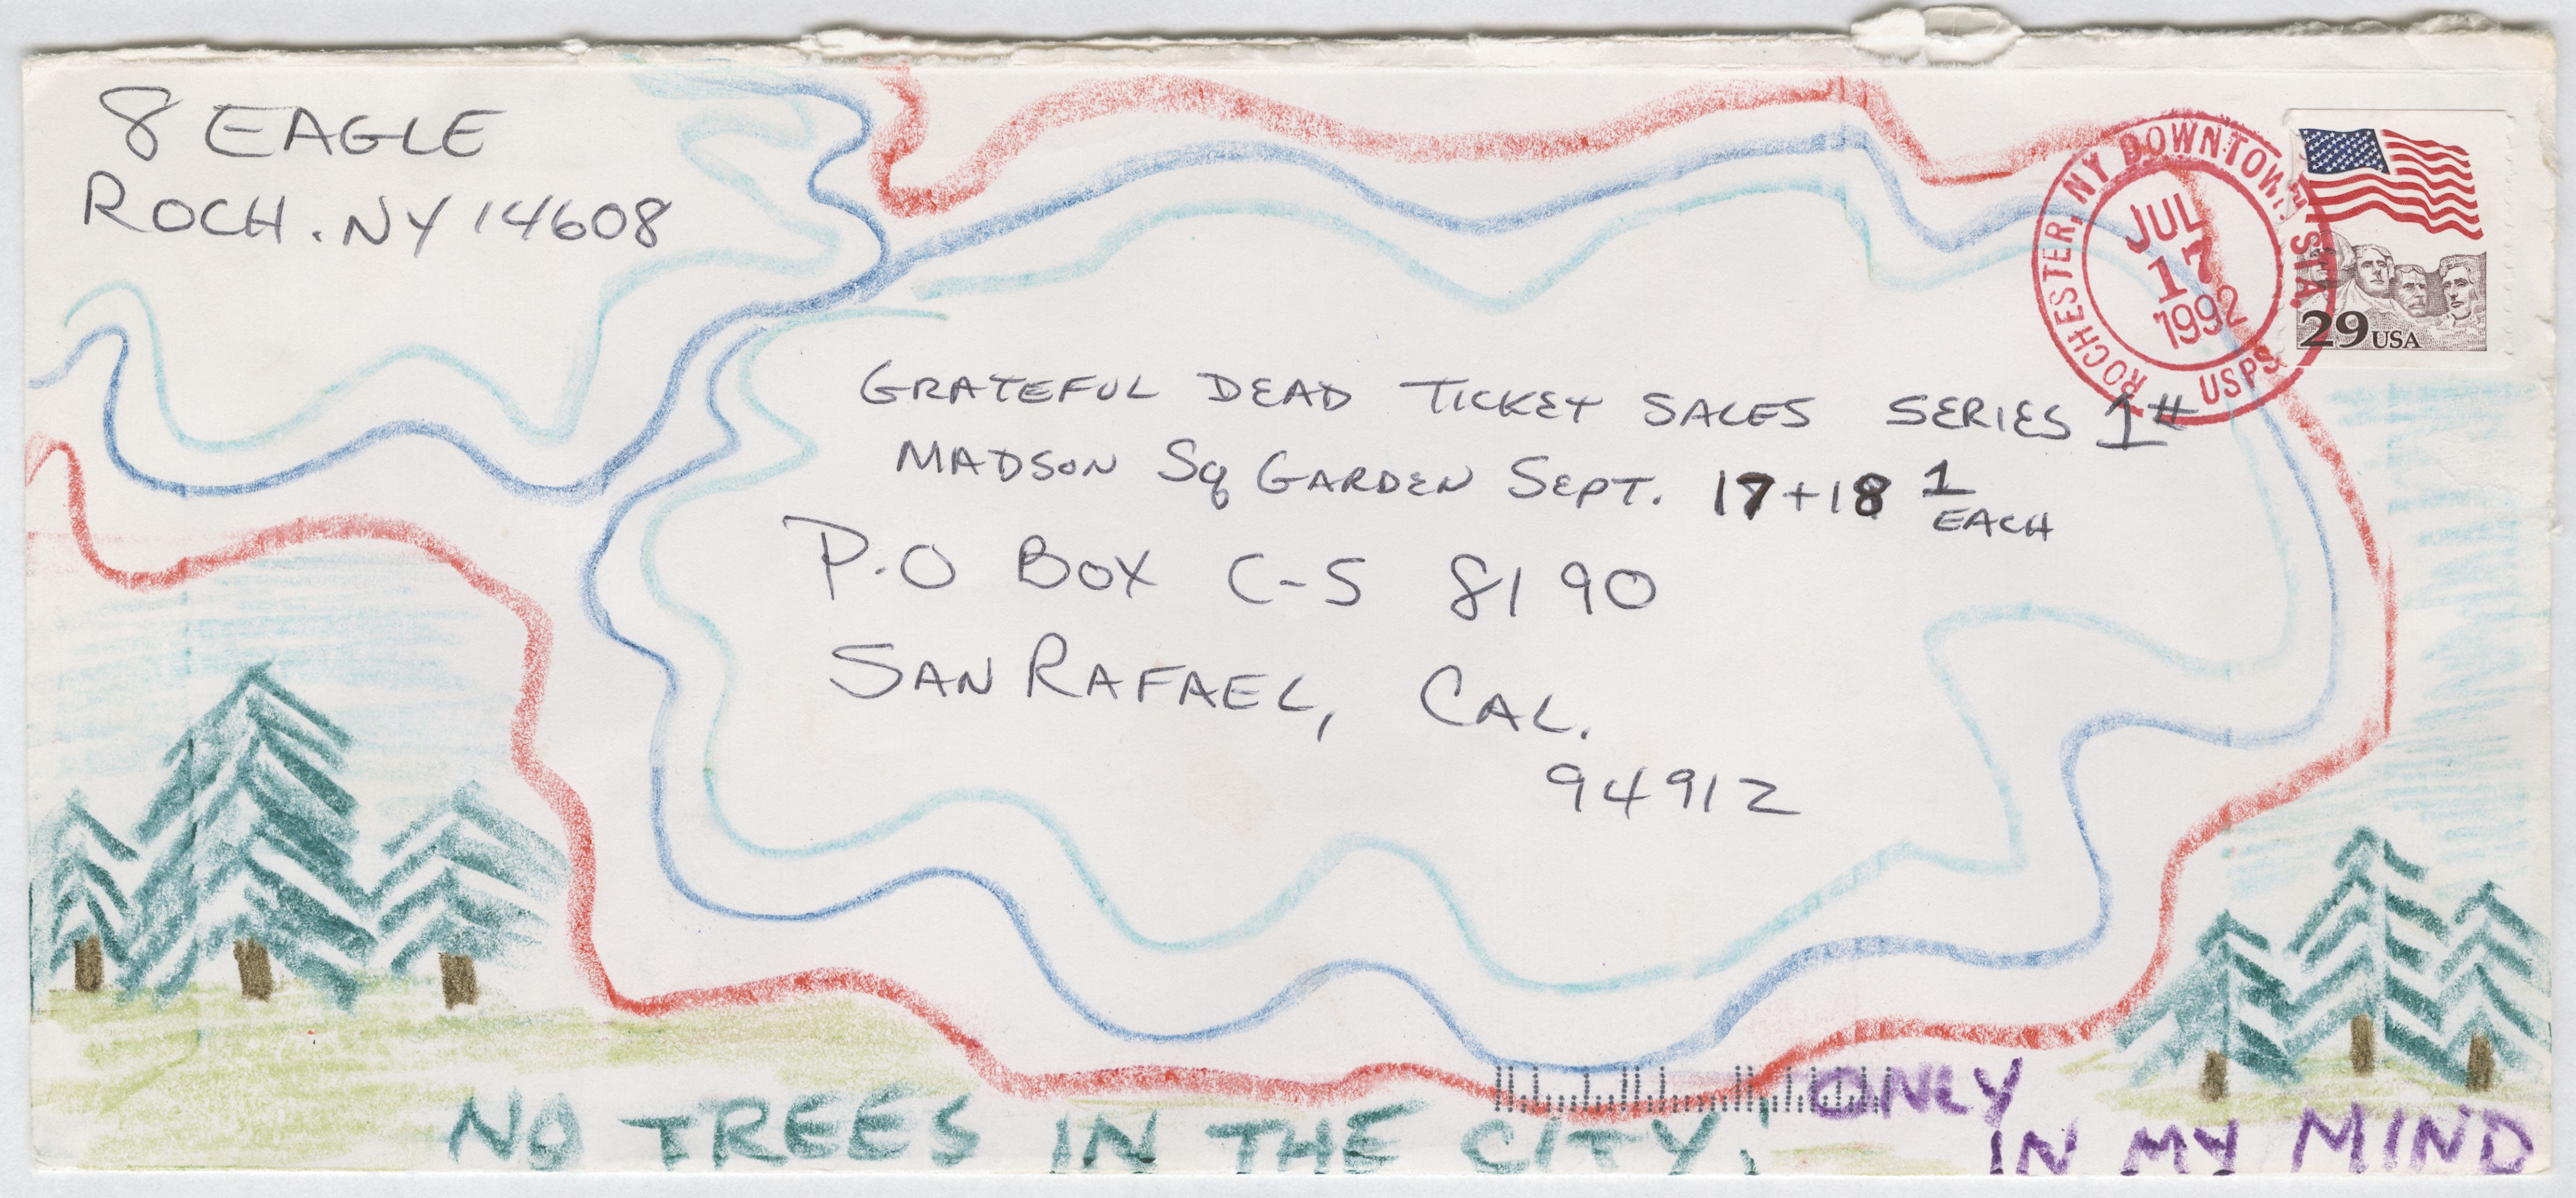 8 EAGLE
ROCH. NY 14608
ROCHESTER, NY DOWNTOWN STA.
JUL
17
1992
USPS
29 USA
GRATEFUL DEAD TICKET SALES SERIES 1#
MADSON Sq GARDEN SEPT. 17+18 1
EACH
P.O BOX C-S 8190
SAN RAFAEL, CAL.
94912
NO TREES IN THE CITY, ONLY
IN MY MIND